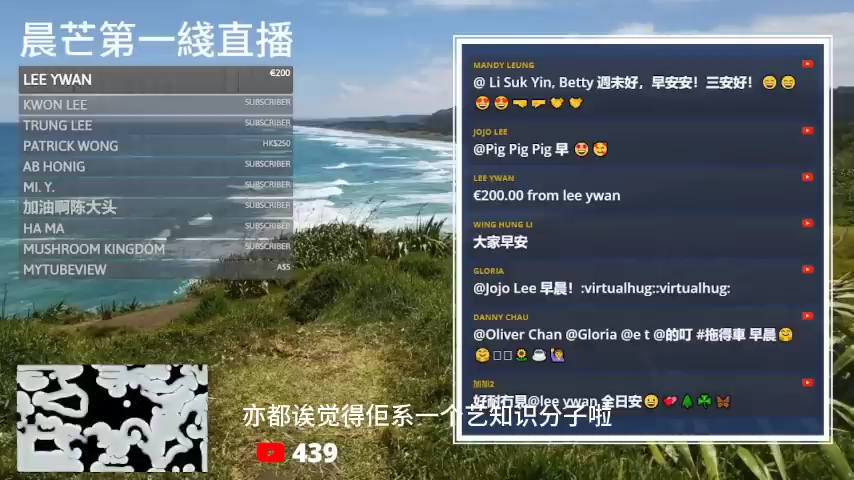 晨芒第一綫直播
LEE YWAN €200
KWON LEE SUBSCRIBER
TRUNG LEE SUBSCRIBER
PATRICK WONG HK$250
AB HONIG SUBSCRIBER
MI. Y. SUBSCRIBER
加油啊陈大头 SUBSCRIBER
HA MA SUBSCRIBER
MUSHROOM KINGDOM SUBSCRIBER
MYTUBEVIEW A$5
MANDY LEUNG
@ Li Suk Yin, Betty 週未好，早安安！三安好！ 😄😄
😍😍🤜🤛🐥🐥
JOJO LEE
@Pig Pig Pig 早 😍🥰
LEE YWAN
€200.00 from lee ywan
WING HUNG LI
大家早安
GLORIA
@Jojo Lee 早晨！:virtualhug::virtualhug:
DANNY CHAU
@Oliver Chan @Gloria @e t @的叮 #拖得車 早晨🤗
🤗🌻☕🙋
好耐冇見@lee ywan 全日安😃💞🌲☘🦋
亦都诶觉得佢系一个艺知识分子啦
439